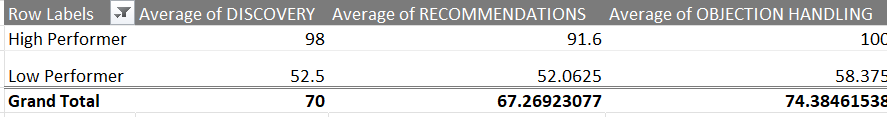 Row Labels Average of DISCOVERY Average of RECOMMENDATIONS Average of OBJECTION HANDLING
High Performer 98 91.6 100
Low Performer 52.5 52.0625 58.375
Grand Total 70 67.26923077 74.38461538